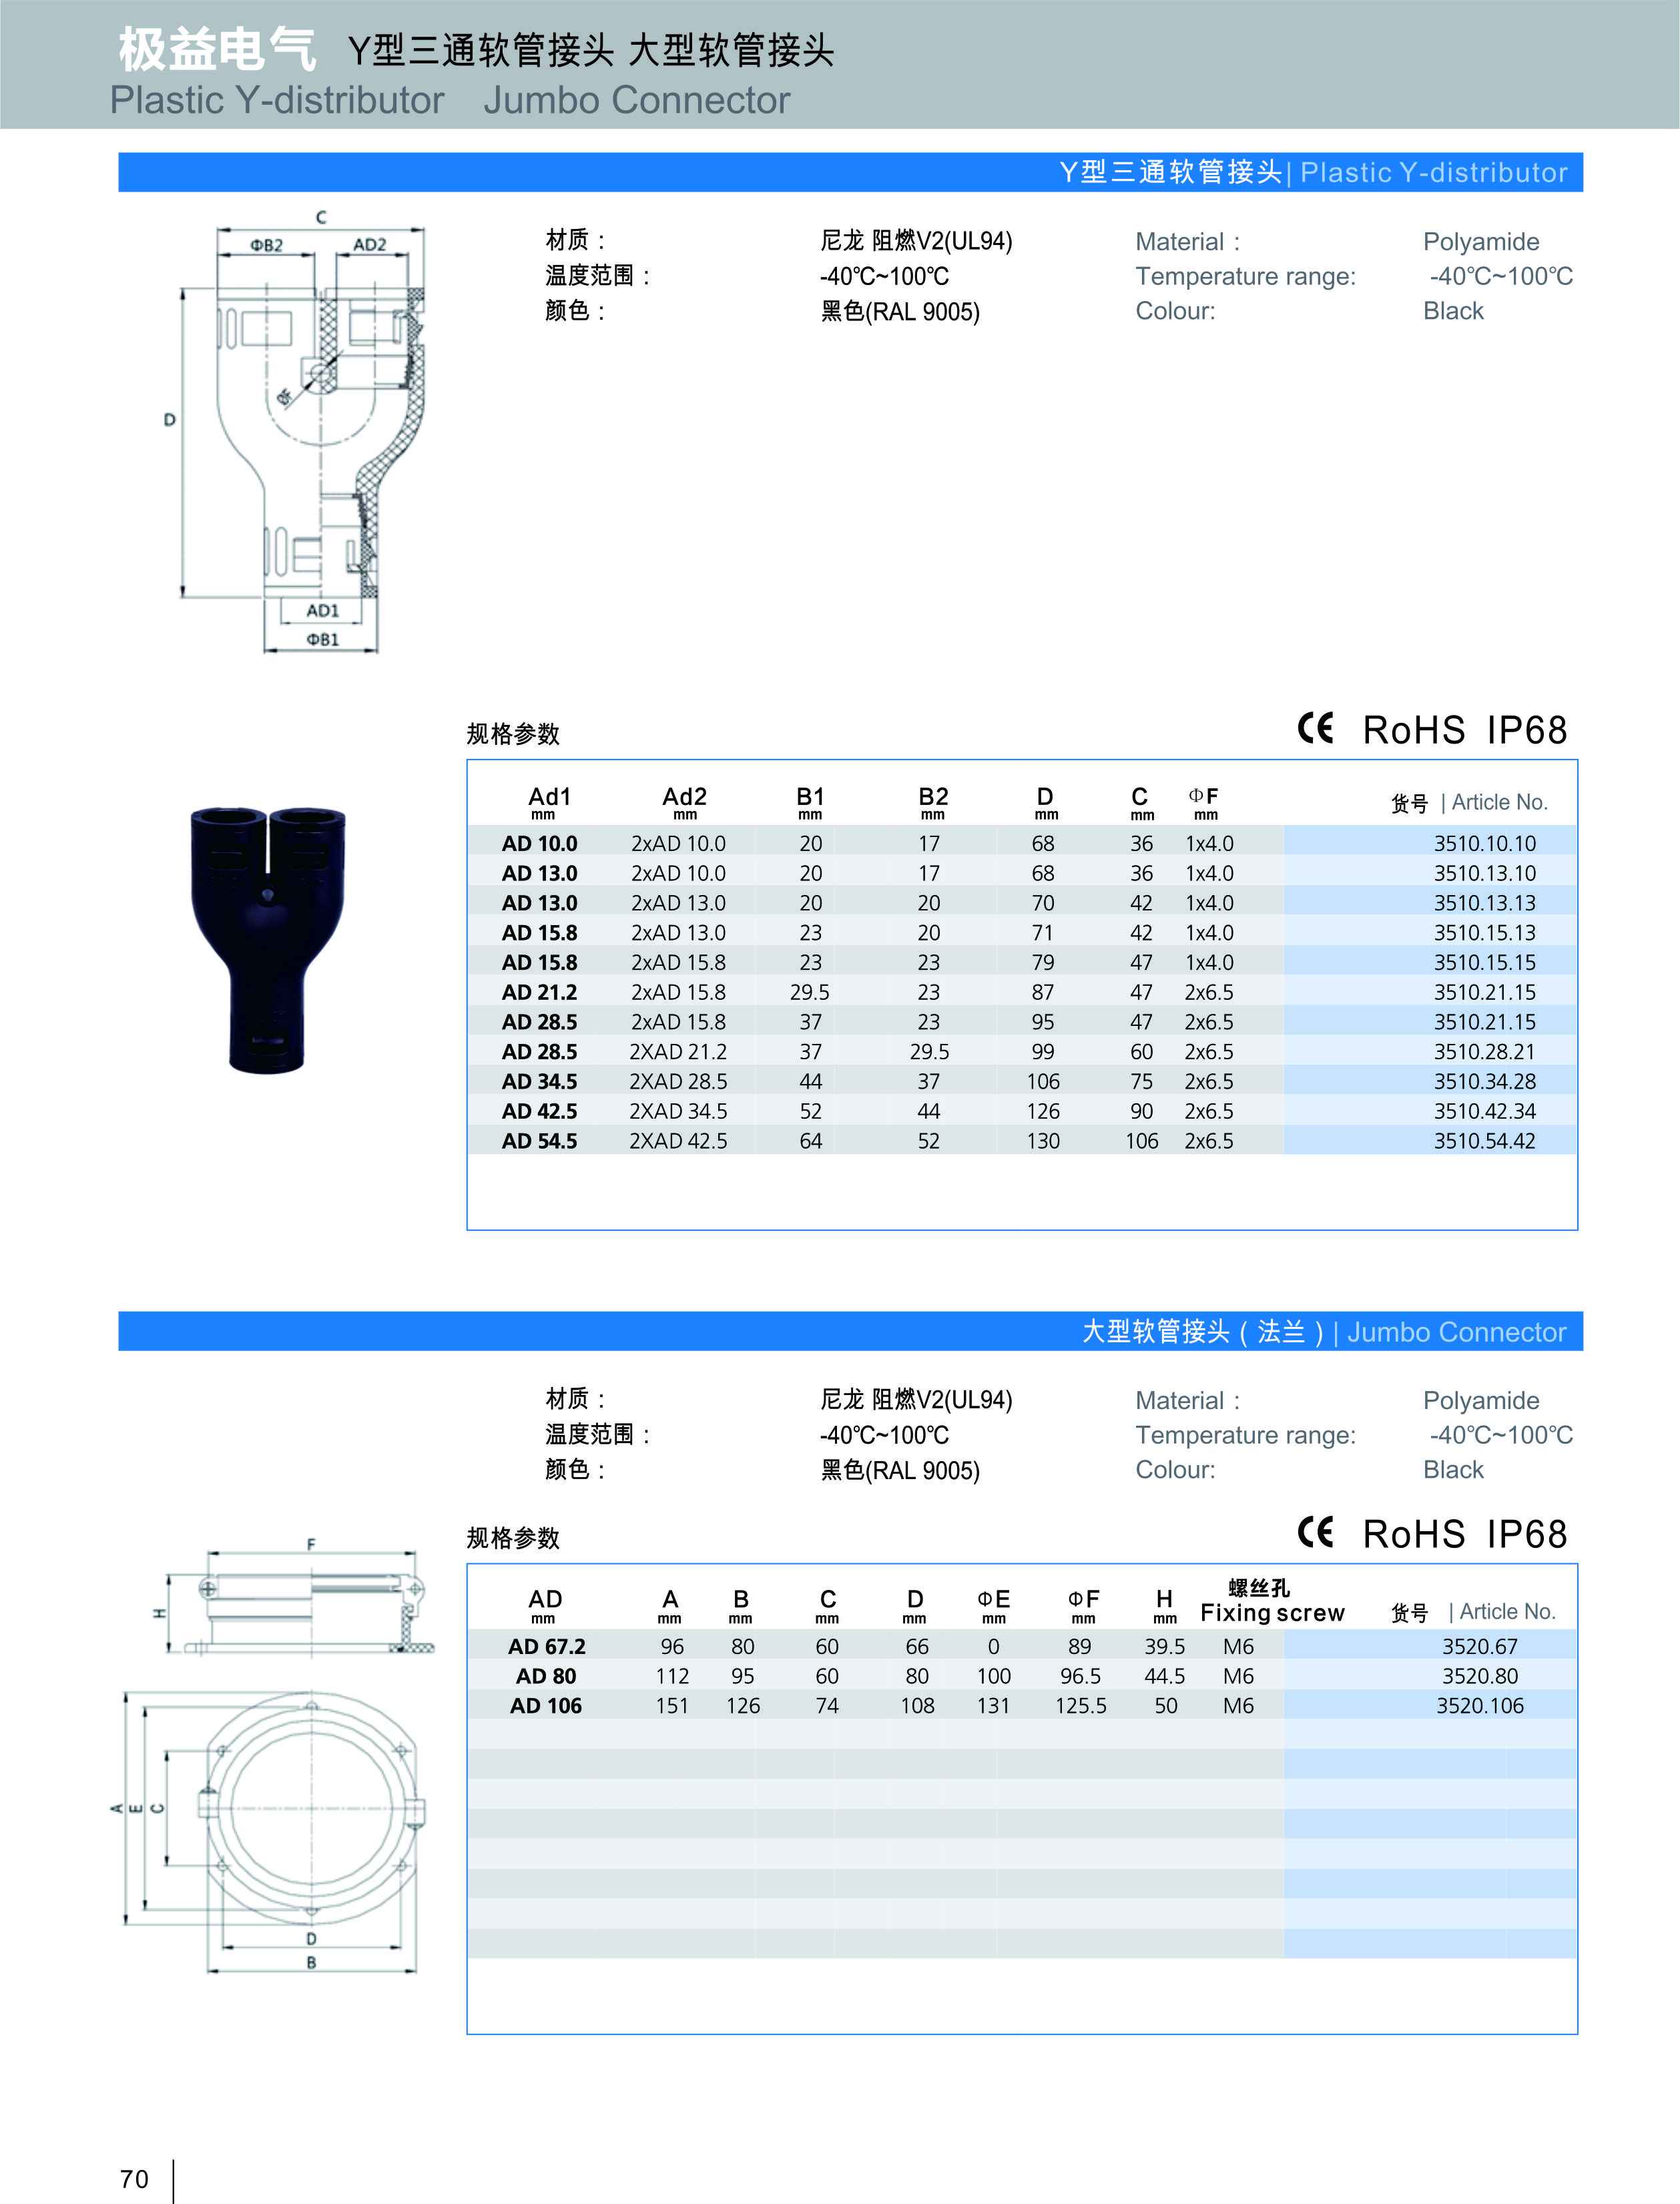 极益电气 Y型三通软管接头 大型软管接头
Plastic Y-distributor Jumbo Connector
Y型三通软管接头| Plastic Y-distributor
C
ΦB2 AD2
D
ØF
AD1
ΦB1
材质： 尼龙 阻燃V2(UL94) Material： Polyamide
温度范围： -40℃~100℃ Temperature range: -40℃~100℃
颜色： 黑色(RAL 9005) Colour: Black
规格参数 CE RoHS IP68
Ad1 Ad2 B1 B2 D C ΦF 货号 | Article No.
mm mm mm mm mm mm mm
AD 10.0 2xAD 10.0 20 17 68 36 1x4.0 3510.10.10
AD 13.0 2xAD 10.0 20 17 68 36 1x4.0 3510.13.10
AD 13.0 2xAD 13.0 20 20 70 42 1x4.0 3510.13.13
AD 15.8 2xAD 13.0 23 20 71 42 1x4.0 3510.15.13
AD 15.8 2xAD 15.8 23 23 79 47 1x4.0 3510.15.15
AD 21.2 2xAD 15.8 29.5 23 87 47 2x6.5 3510.21.15
AD 28.5 2xAD 15.8 37 23 95 47 2x6.5 3510.21.15
AD 28.5 2XAD 21.2 37 29.5 99 60 2x6.5 3510.28.21
AD 34.5 2XAD 28.5 44 37 106 75 2x6.5 3510.34.28
AD 42.5 2XAD 34.5 52 44 126 90 2x6.5 3510.42.34
AD 54.5 2XAD 42.5 64 52 130 106 2x6.5 3510.54.42
大型软管接头（法兰）| Jumbo Connector
材质： 尼龙 阻燃V2(UL94) Material： Polyamide
温度范围： -40℃~100℃ Temperature range: -40℃~100℃
颜色： 黑色(RAL 9005) Colour: Black
规格参数 CE RoHS IP68
F
H
A E C
D
B
螺丝孔
AD A B C D ΦE ΦF H Fixing screw 货号 | Article No.
mm mm mm mm mm mm mm mm
AD 67.2 96 80 60 66 0 89 39.5 M6 3520.67
AD 80 112 95 60 80 100 96.5 44.5 M6 3520.80
AD 106 151 126 74 108 131 125.5 50 M6 3520.106
70